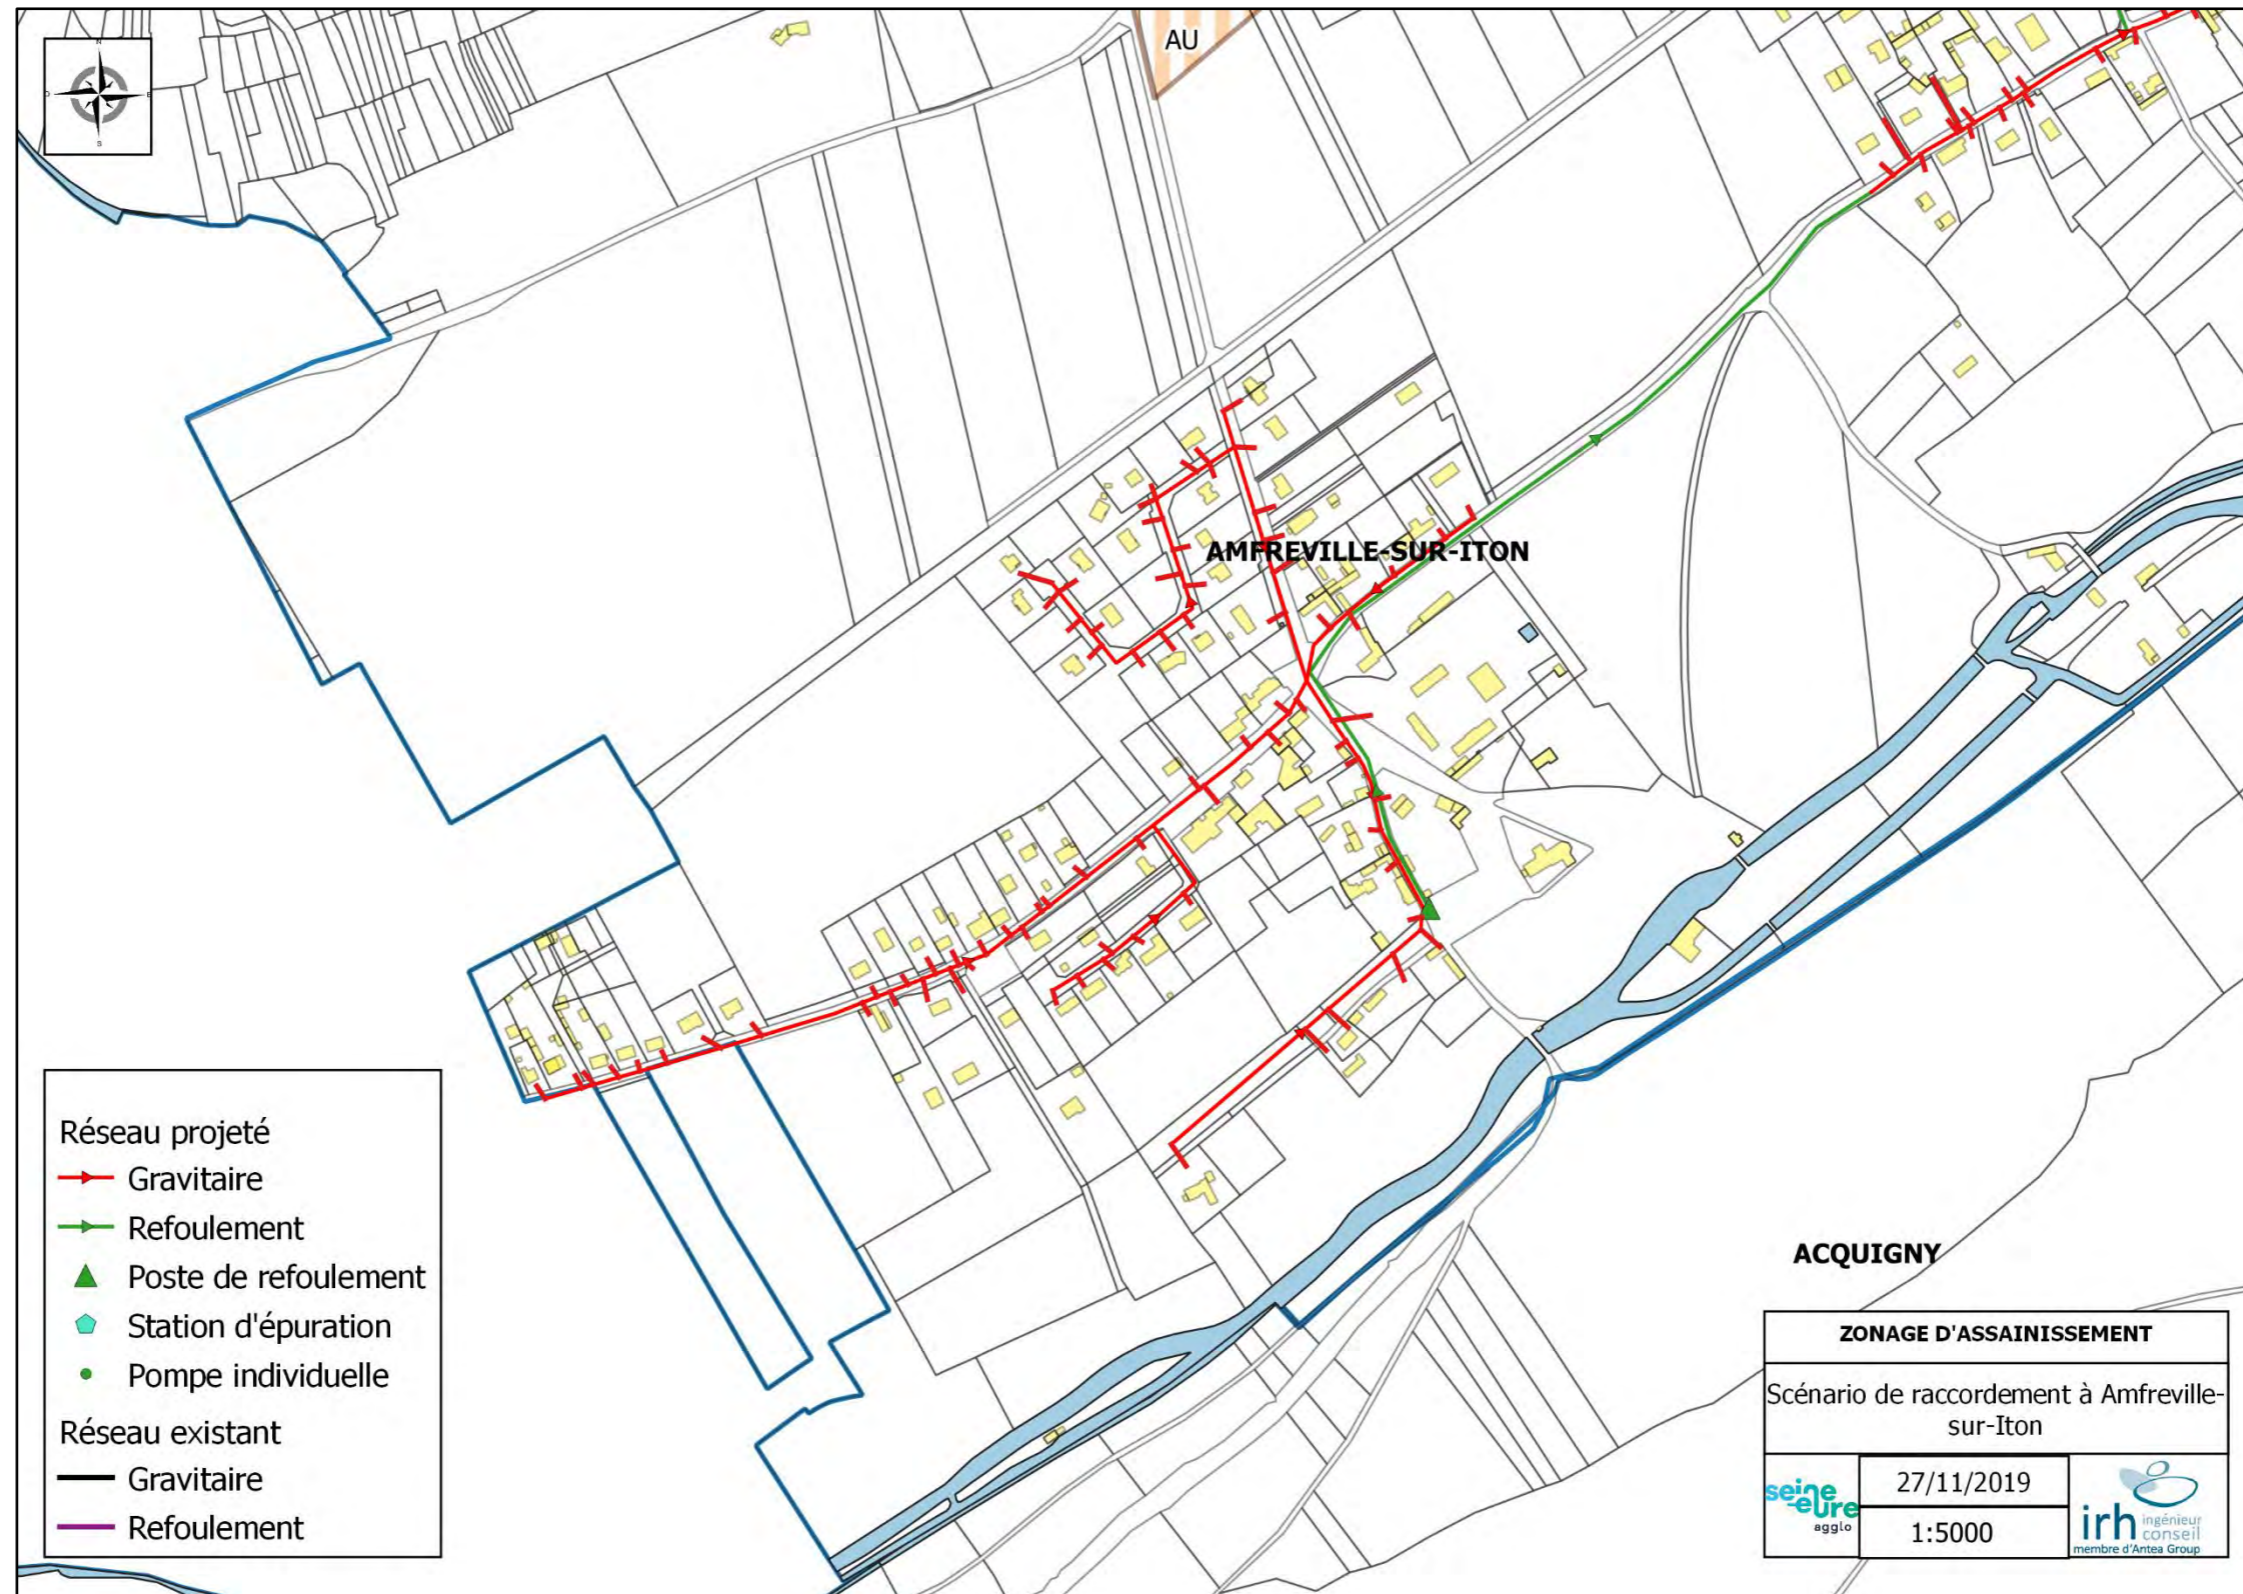 N
O
E
S
AU
AMFREVILLE-SUR-ITON
ACQUIGNY
Réseau projeté
Gravitaire
Refoulement
Poste de refoulement
Station d'épuration
Pompe individuelle
Réseau existant
Gravitaire
Refoulement
ZONAGE D'ASSAINISSEMENT
Scénario de raccordement à Amfreville-
sur-Iton
seine
eure
agglo
27/11/2019
1:5000
irh ingénieur
conseil
membre d'Antea Group